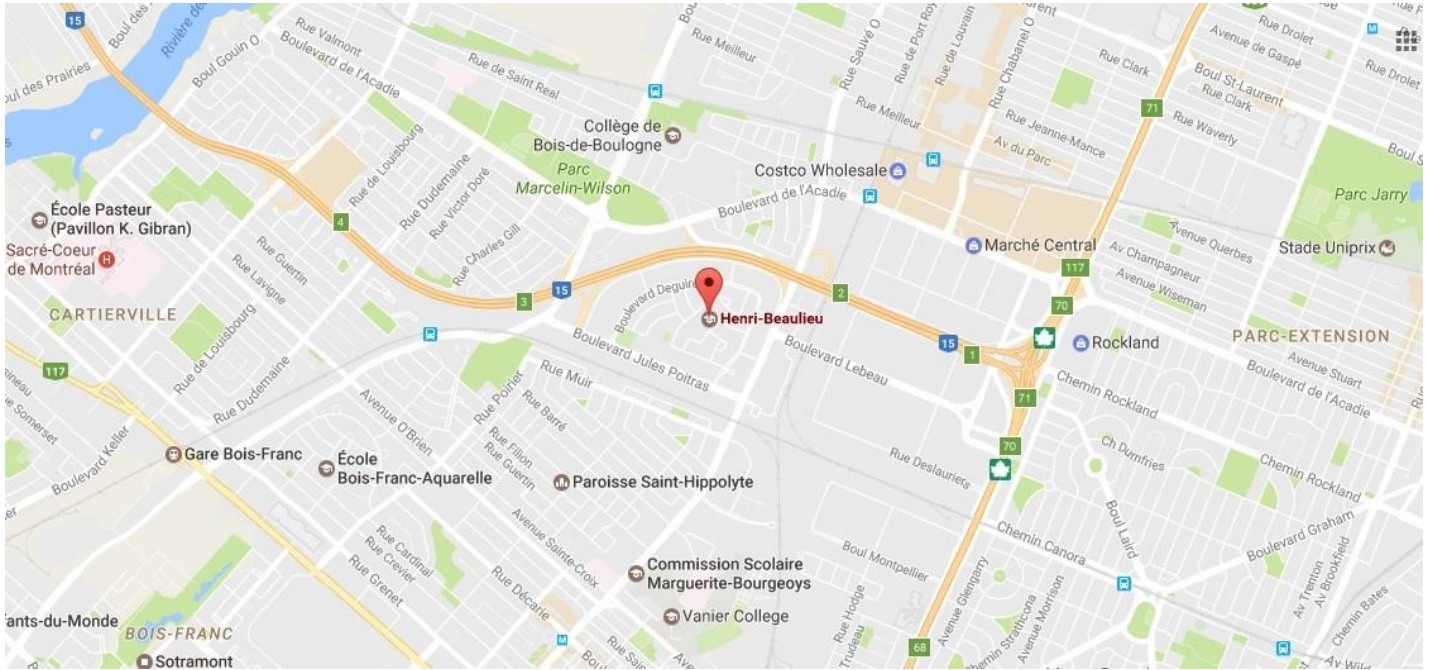 15
Boul des Prairies
Rivière des
Boul Gouin O
Rue Valmont
Boulevard de l'Acadie
Rue de Saint Real
Rue Meilleur
Rue Sauvé O
Rue de Port Roy
Rue de Louvain
Rue Chabanel O
Rue Clark
Rue Drolet
Avenue de Gaspé
Boul St-Laurent
Rue Clark
Rue Drolet
71
Rue Waverly
Rue Jeanne-Mance
Av du Parc
Rue Meilleur
Collège de
Bois-de-Boulogne
Parc
Marcelin-Wilson
Costco Wholesale
Boulevard de l'Acadie
Parc Jarry
Stade Uniprix
Marché Central
Avenue Querbes
Av Champagneur
Avenue Wiseman
117
70
École Pasteur
(Pavillon K. Gibran)
Sacré-Coeur
de Montréal
H
CARTIERVILLE
Rue de Louisbourg
Rue Dudemaine
Rue Victor Doré
Rue Charles Gill
4
3
15
2
15
1
Rue Guertin
Rue Lavigne
Rue de Louisbourg
Rue Dudemaine
Boulevard Deguire
Henri-Beaulieu
Boulevard Jules Poitras
Boulevard Lebeau
Rockland
PARC-EXTENSION
Avenue Stuart
Boulevard de l'Acadie
Chemin Rockland
71
70
117
Rue Somerset
Boulevard Keller
Gare Bois-Franc
École
Bois-Franc-Aquarelle
Avenue O'Brien
Rue Poirier
Rue Muir
Rue Barré
Rue Filion
Rue Guertin
Paroisse Saint-Hippolyte
Rue Deslauriers
Ch Dumfries
Chemin Rockland
Boul Laird
Boulevard Graham
Chemin Canora
Avenue Sainte-Croix
Rue Cardinal
Rue Crevier
Rue Grenet
Rue Décarie
Commission Scolaire
Marguerite-Bourgeoys
Vanier College
Boul Montpellier
Rue Hodge
Trudeau
Avenue Glengarry
Chemin Strathcona
Avenue Morrison
Av Trenton
Av Brookfield
Chemin Bates
Av Wilson
68
M
BOIS-FRANC
Sotramont